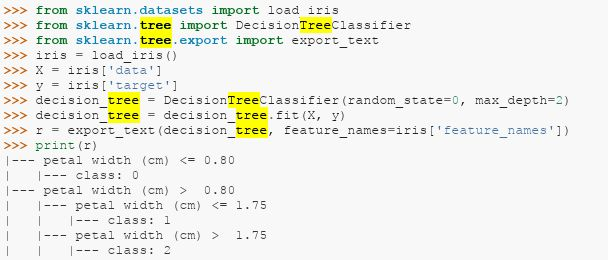 >>> from sklearn.datasets import load_iris
>>> from sklearn.tree import DecisionTreeClassifier
>>> from sklearn.tree.export import export_text
>>> iris = load_iris()
>>> X = iris['data']
>>> y = iris['target']
>>> decision_tree = DecisionTreeClassifier(random_state=0, max_depth=2)
>>> decision_tree = decision_tree.fit(X, y)
>>> r = export_text(decision_tree, feature_names=iris['feature_names'])
>>> print(r)
|--- petal width (cm) <= 0.80
|   |--- class: 0
|--- petal width (cm) >  0.80
|   |--- petal width (cm) <= 1.75
|   |   |--- class: 1
|   |--- petal width (cm) >  1.75
|   |   |--- class: 2